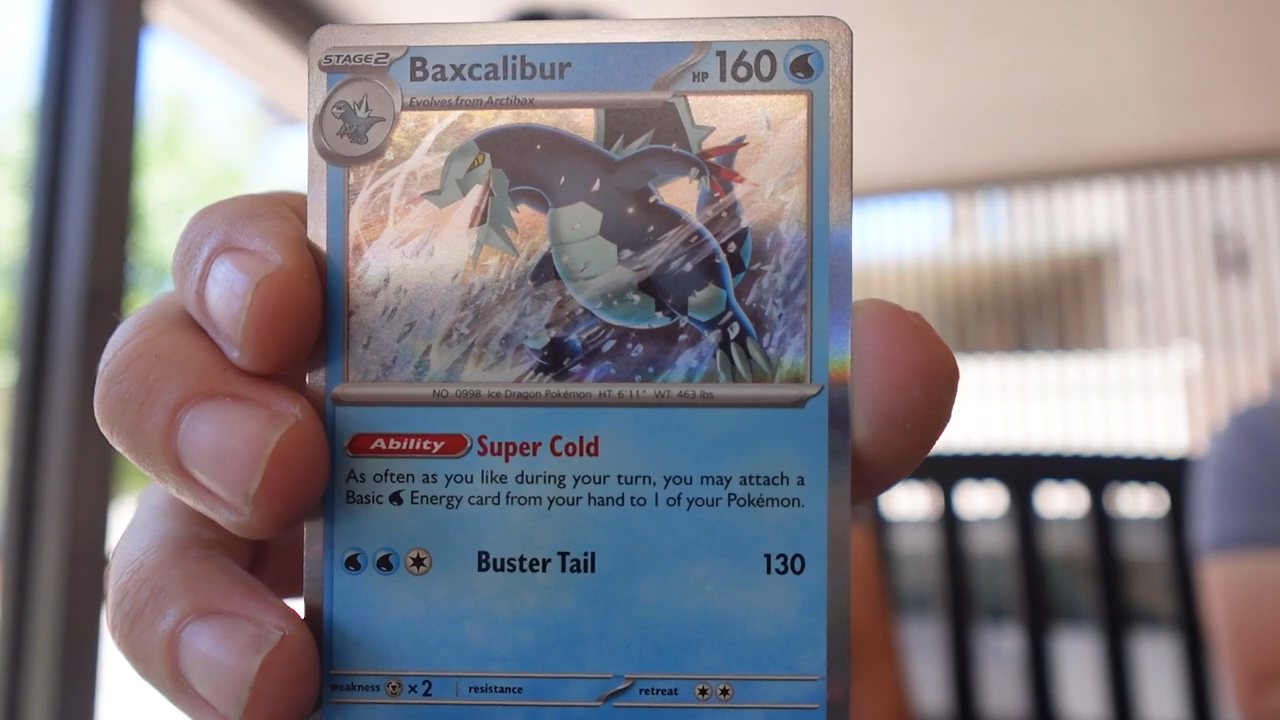 STAGE2 Baxcalibur HP 160
Evolves from Arctibax
NO 0998 Ice Dragon Pokémon HT: 6'11" WT: 463 lbs
Ability Super Cold
As often as you like during your turn, you may attach a
Basic Energy card from your hand to 1 of your Pokémon.
Buster Tail 130
weakness ×2 resistance retreat